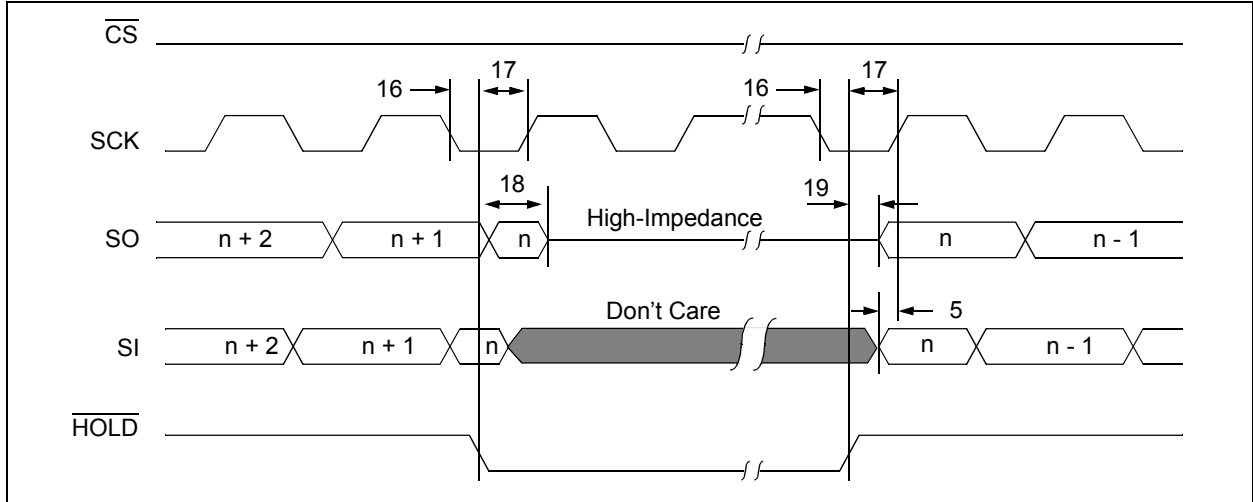 CS
16 17 16 17
SCK
18 19
High-Impedance
SO n + 2 n + 1 n n n - 1
Don't Care 5
SI n + 2 n + 1 n n n - 1
HOLD